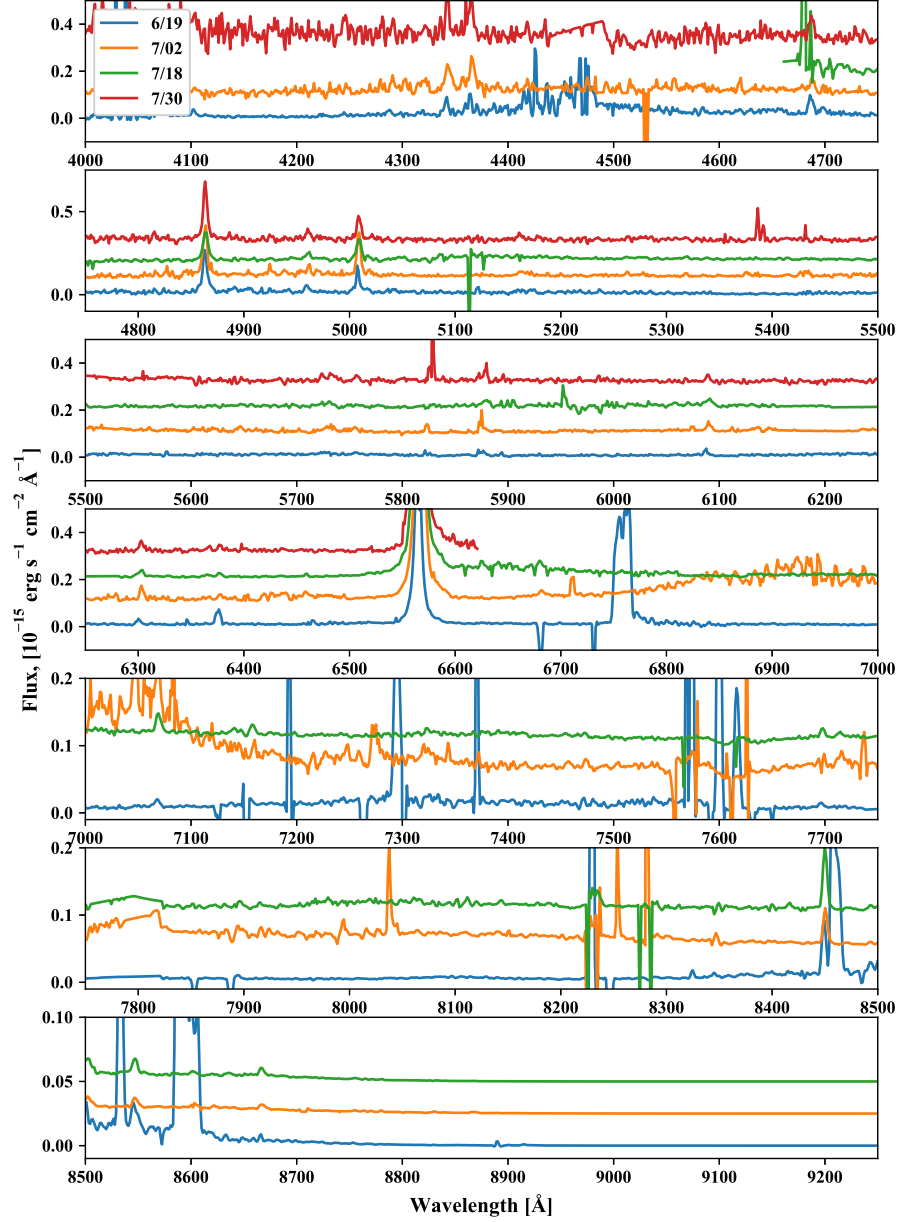 0.4
0.2
0.0
6/19
7/02
7/18
7/30
4000 4100 4200 4300 4400 4500 4600 4700
0.5
0.0
4800 4900 5000 5100 5200 5300 5400 5500
0.4
0.2
0.0
5500 5600 5700 5800 5900 6000 6100 6200
0.4
0.2
0.0
6300 6400 6500 6600 6700 6800 6900 7000
0.2
0.1
0.0
7000 7100 7200 7300 7400 7500 7600 7700
0.2
0.1
0.0
7800 7900 8000 8100 8200 8300 8400 8500
0.10
0.05
0.00
8500 8600 8700 8800 8900 9000 9100 9200
Flux, [10⁻¹⁵ erg s⁻¹ cm⁻² Å⁻¹]
Wavelength [Å]